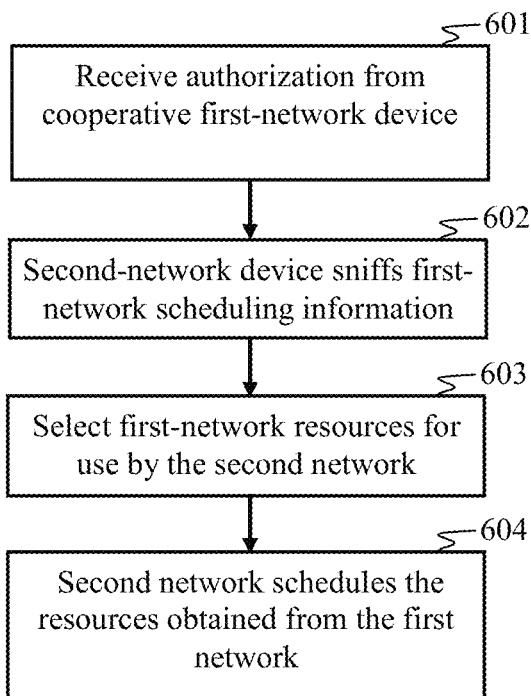 601
Receive authorization from
cooperative first-network device
602
Second-network device sniffs first-
network scheduling information
603
Select first-network resources for
use by the second network
604
Second network schedules the
resources obtained from the first
network